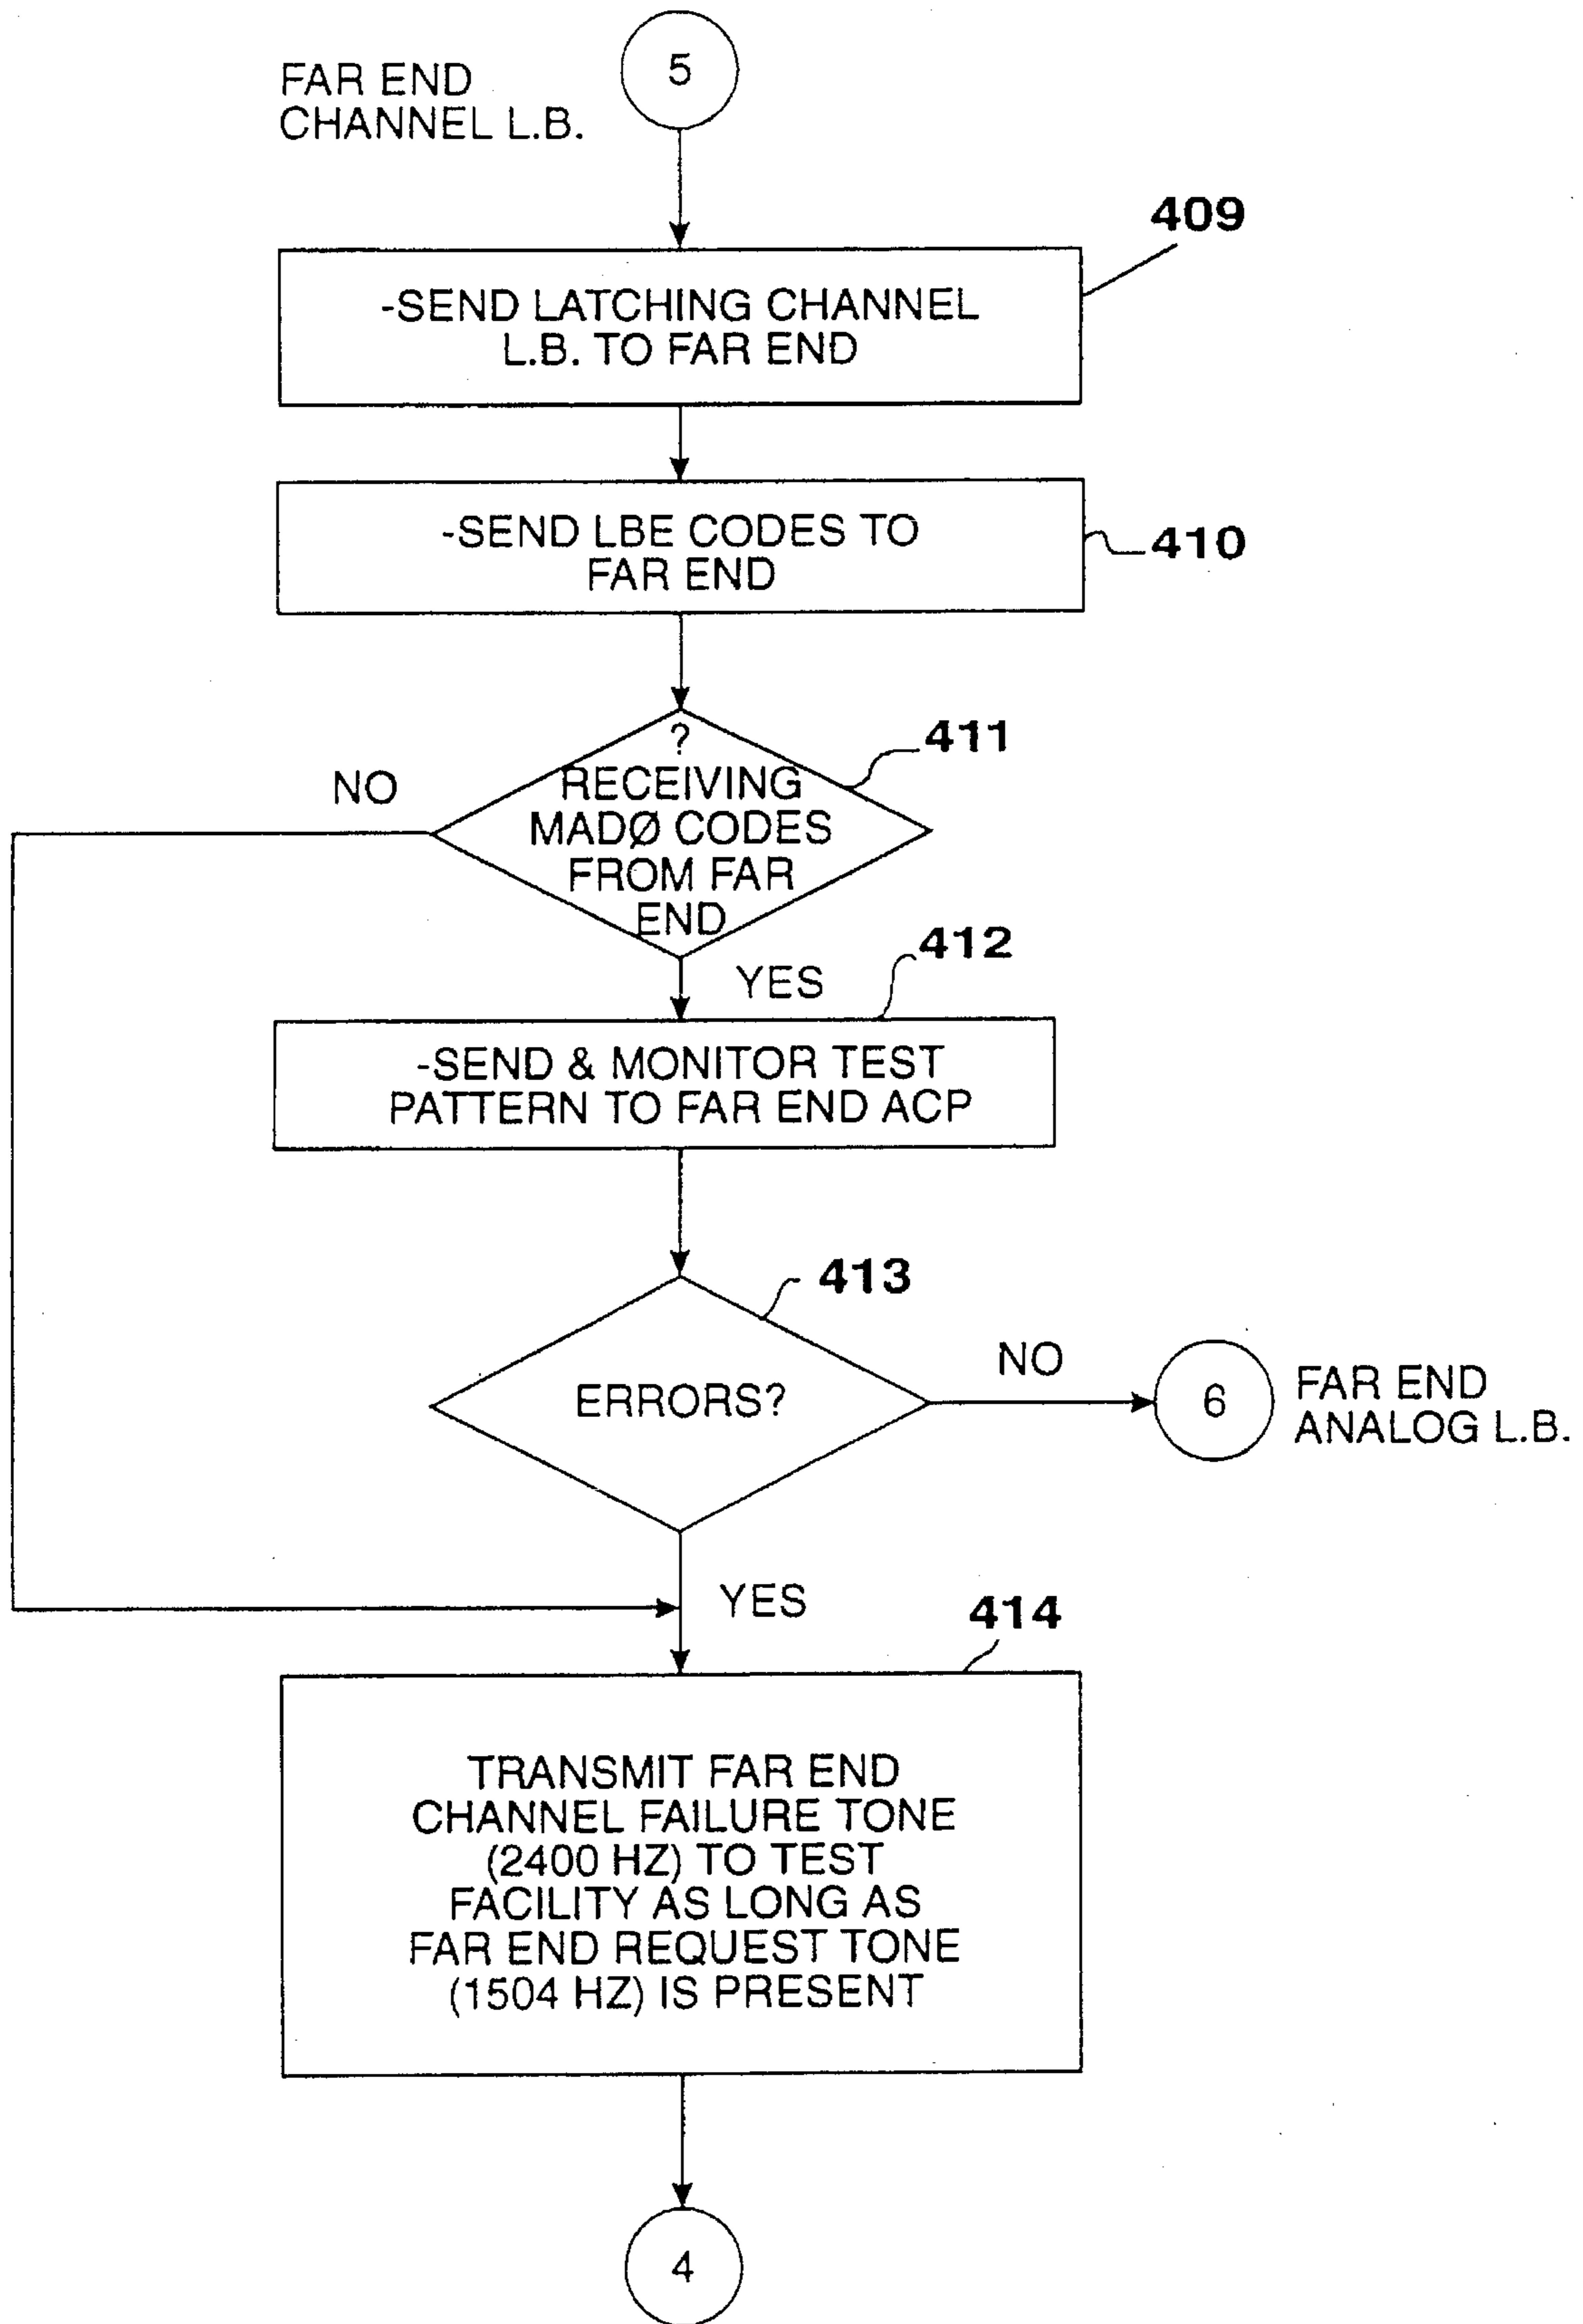 5
FAR END
CHANNEL L.B.
409
-SEND LATCHING CHANNEL
L.B. TO FAR END
-SEND LBE CODES TO
FAR END
410
?
RECEIVING
MADØ CODES
FROM FAR
END
411
NO
YES
412
-SEND & MONITOR TEST
PATTERN TO FAR END ACP
413
ERRORS?
NO
6
FAR END
ANALOG L.B.
YES
414
TRANSMIT FAR END
CHANNEL FAILURE TONE
(2400 HZ) TO TEST
FACILITY AS LONG AS
FAR END REQUEST TONE
(1504 HZ) IS PRESENT
4